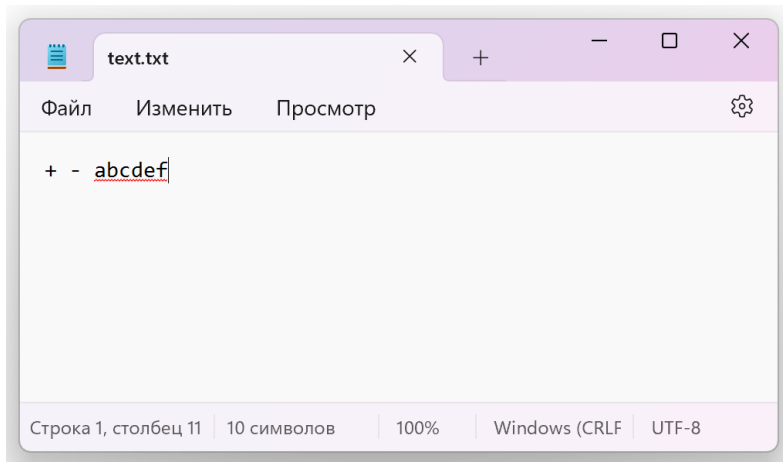 text.txt
Файл Изменить Просмотр
+ - abcdef
Строка 1, столбец 11 10 символов 100% Windows (CRLF UTF-8